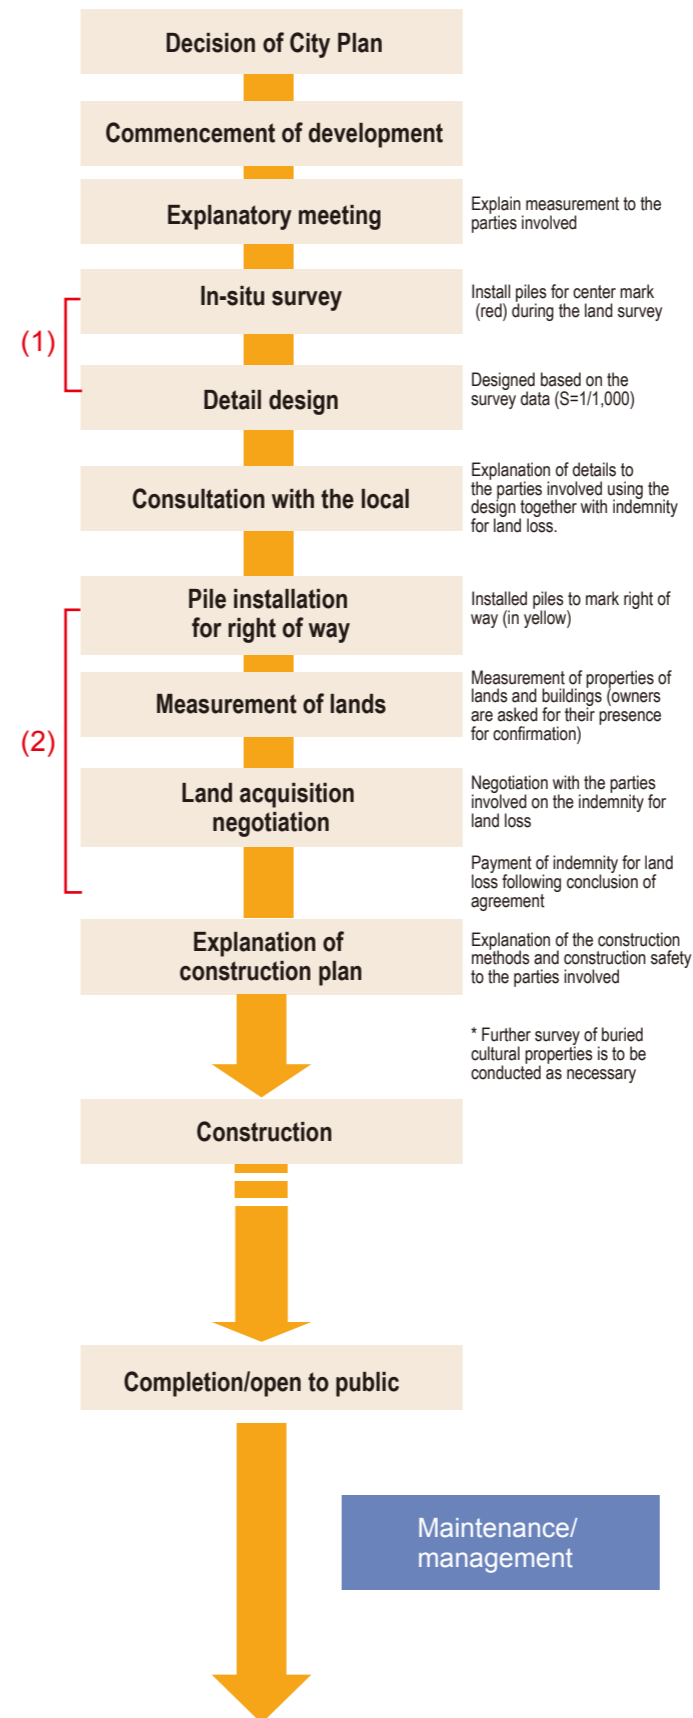 Decision of City Plan
Commencement of development
Explanatory meeting
Explain measurement to the
parties involved
(1)
In-situ survey
Install piles for center mark
(red) during the land survey
Detail design
Designed based on the
survey data (S=1/1,000)
Consultation with the local
Explanation of details to
the parties involved using the
design together with indemnity
for land loss.
(2)
Pile installation
for right of way
Installed piles to mark right of
way (in yellow)
Measurement of lands
Measurement of properties of
lands and buildings (owners
are asked for their presence
for confirmation)
Land acquisition
negotiation
Negotiation with the parties
involved on the indemnity for
land loss
Payment of indemnity for land
loss following conclusion of
agreement
Explanation of
construction plan
Explanation of the construction
methods and construction safety
to the parties involved
* Further survey of buried
cultural properties is to be
conducted as necessary
Construction
Completion/open to public
Maintenance/
management